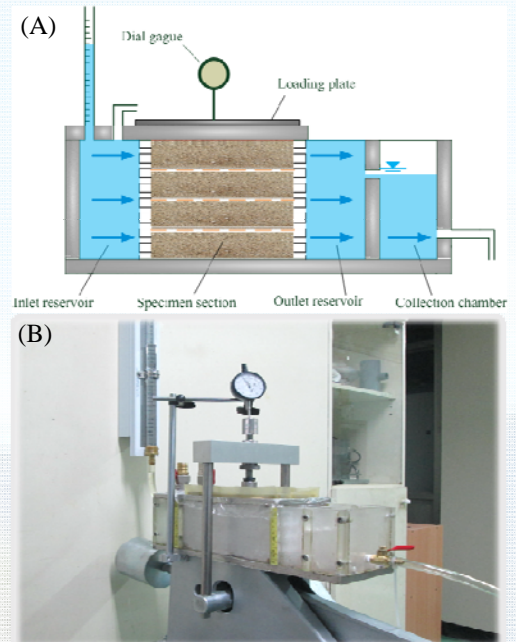 (A)
Dial gague
Loading plate
Inlet reservoir
Specimen section
Outlet reservoir
Collection chamber
(B)